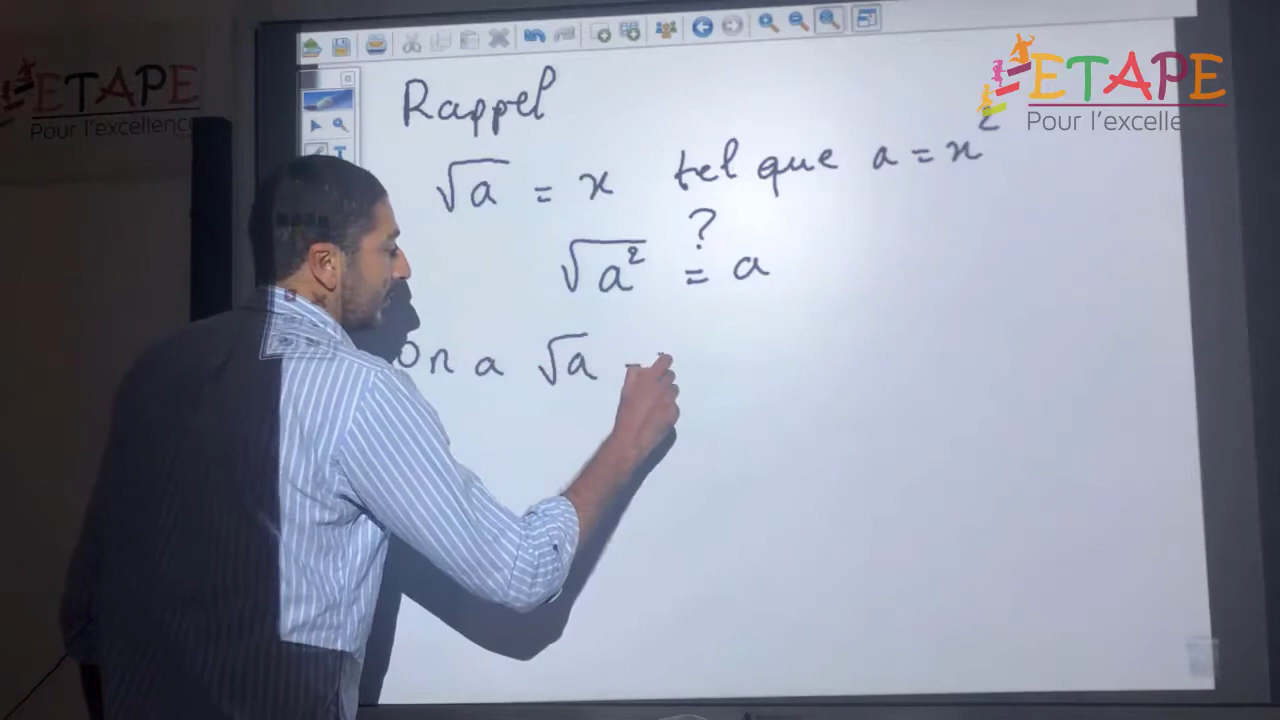 ETAPE
Pour l'excellence
ETAPE
Pour l'excelle
Rappel
√a = x tel que a = x²
?
√a² = a
On a √a =